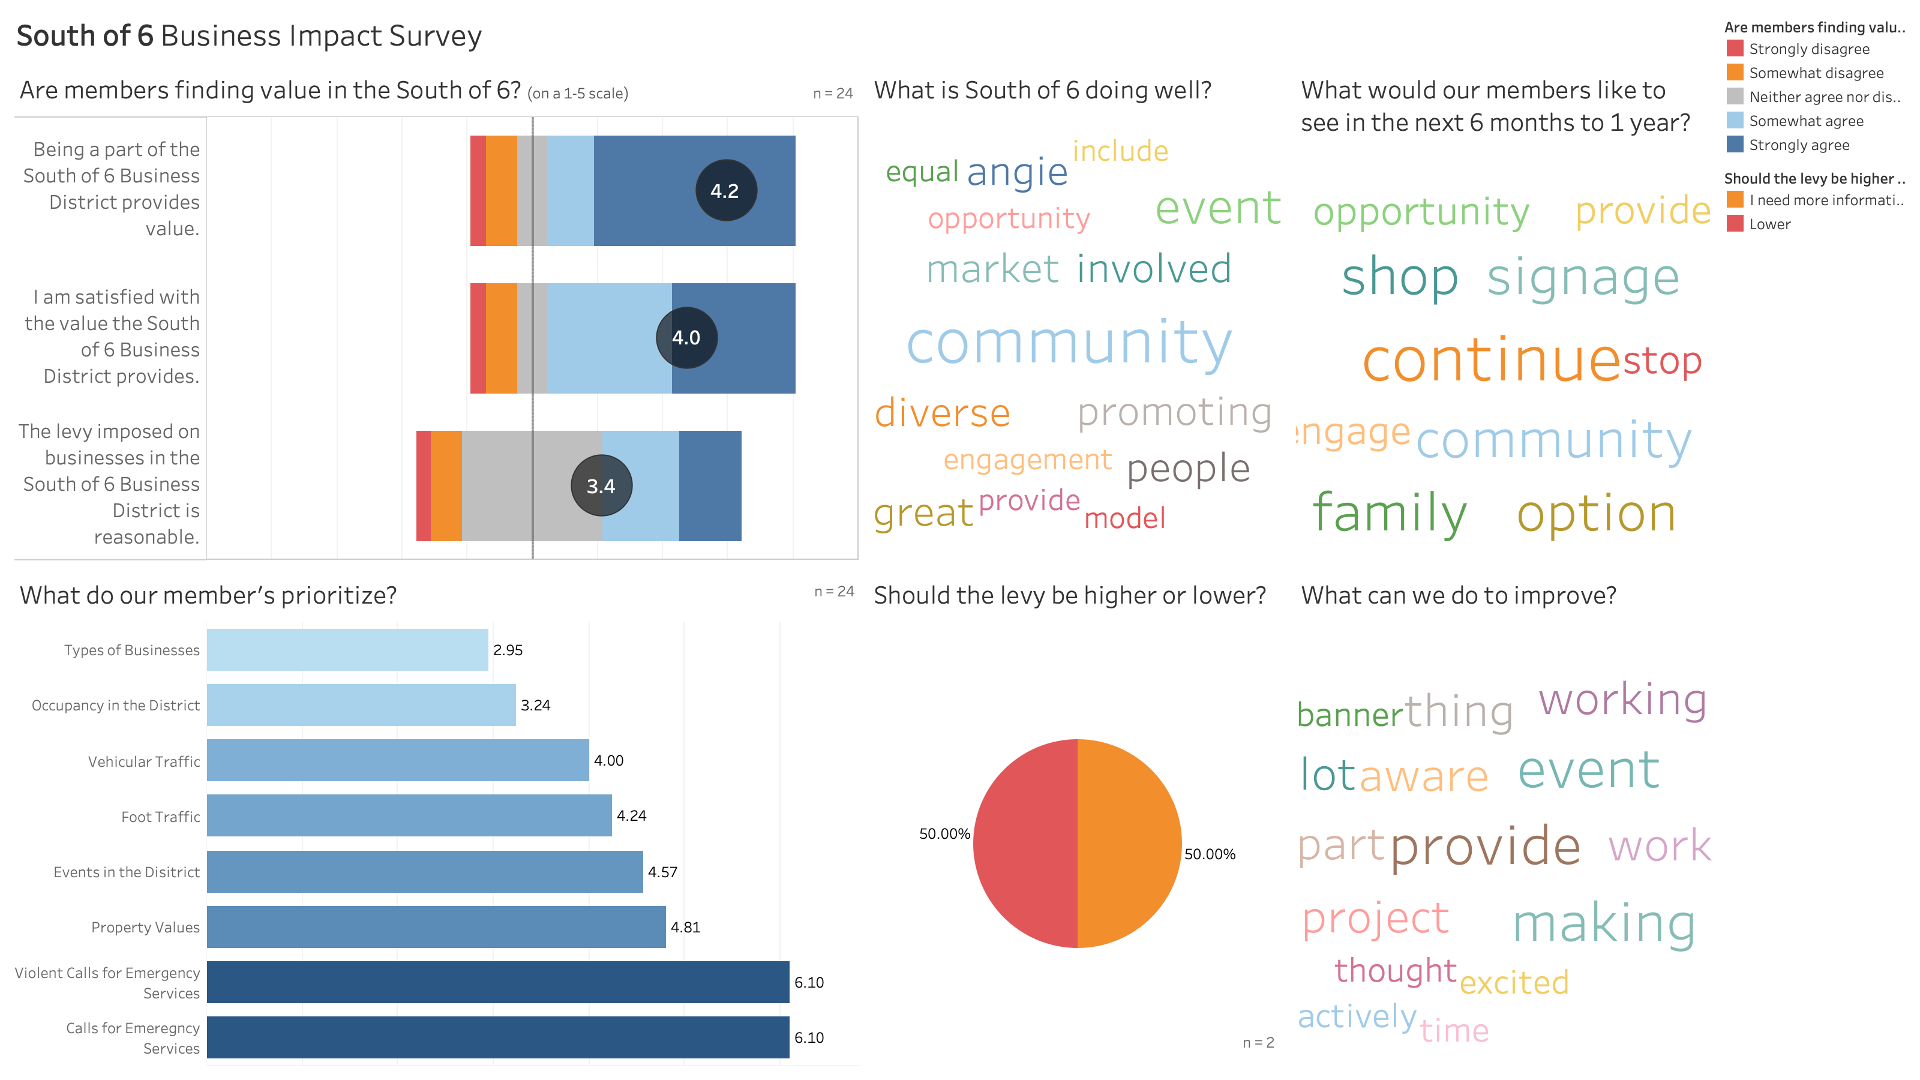 South of 6 Business Impact Survey
Are members finding value in the South of 6? (on a 1-5 scale)
n = 24
Being a part of the
South of 6 Business
District provides
value.
4.2
I am satisfied with
the value the South
of 6 Business
District provides.
4.0
The levy imposed on
businesses in the
South of 6 Business
District is
reasonable.
3.4
What is South of 6 doing well?
include
equal angie
opportunity event
market involved
community
diverse promoting
engagement people
great provide model
What would our members like to
see in the next 6 months to 1 year?
opportunity provide
shop signage
continue stop
engage community
family option
Are members finding valu..
Strongly disagree
Somewhat disagree
Neither agree nor dis..
Somewhat agree
Strongly agree
Should the levy be higher ..
I need more informati..
Lower
What do our member's prioritize?
n = 24
Types of Businesses 2.95
Occupancy in the District 3.24
Vehicular Traffic 4.00
Foot Traffic 4.24
Events in the Disitrict 4.57
Property Values 4.81
Violent Calls for Emergency
Services 6.10
Calls for Emeregncy
Services 6.10
Should the levy be higher or lower?
50.00%
50.00%
n = 2
What can we do to improve?
banner thing working
lot aware event
part provide work
project making
thought excited
actively time